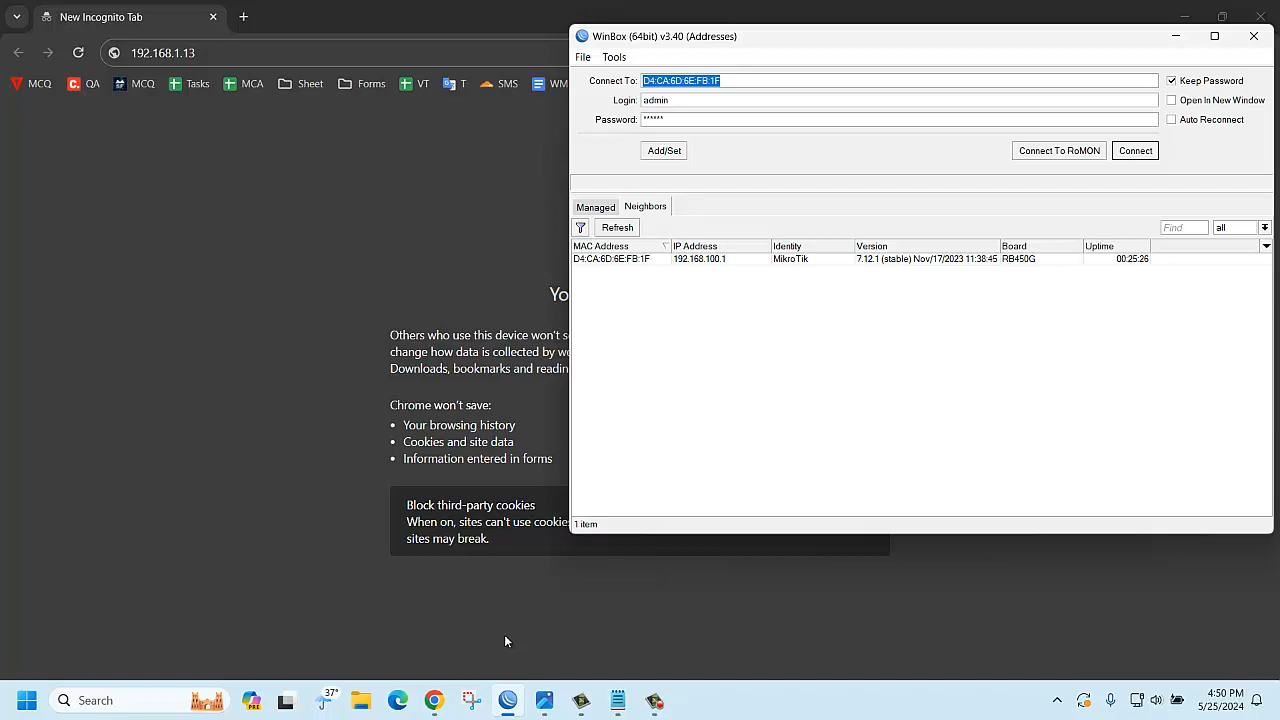 New Incognito Tab
192.168.1.13
MCQ
QA
MCQ
Tasks
MCA
Sheet
Forms
VT
T
SMS
WM
Yo
Others who use this device won't s
change how data is collected by we
Downloads, bookmarks and readin
Chrome won't save:
• Your browsing history
• Cookies and site data
• Information entered in forms
Block third-party cookies
When on, sites can't use cookies
sites may break.
WinBox (64bit) v3.40 (Addresses)
File Tools
Connect To: D4:CA:6D:6E:FB:1F
Keep Password
Login: admin
Open In New Window
Password: ******
Auto Reconnect
Add/Set
Connect To RoMON
Connect
Managed Neighbors
Refresh
Find
all
MAC Address IP Address Identity Version Board Uptime
D4:CA:6D:6E:FB:1F 192.168.100.1 MikroTik 7.12.1 (stable) Nov/17/2023 11:38:45 RB450G 00:25:26
1 item
Search
PRE
37°
4:50 PM
5/25/2024